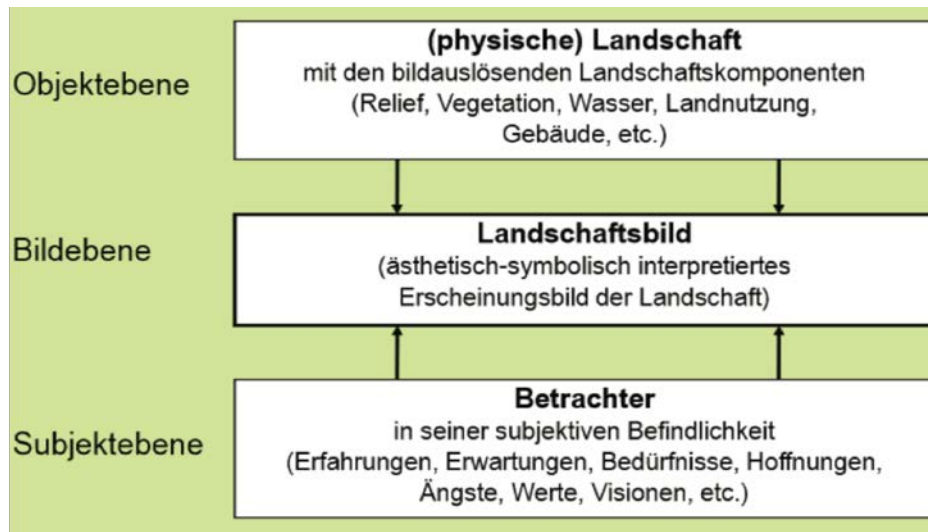 Objektebene
(physische) Landschaft
mit den bildauslösenden Landschaftskomponenten
(Relief, Vegetation, Wasser, Landnutzung,
Gebäude, etc.)
Bildebene
Landschaftsbild
(ästhetisch-symbolisch interpretiertes
Erscheinungsbild der Landschaft)
Subjektebene
Betrachter
in seiner subjektiven Befindlichkeit
(Erfahrungen, Erwartungen, Bedürfnisse, Hoffnungen,
Ängste, Werte, Visionen, etc.)